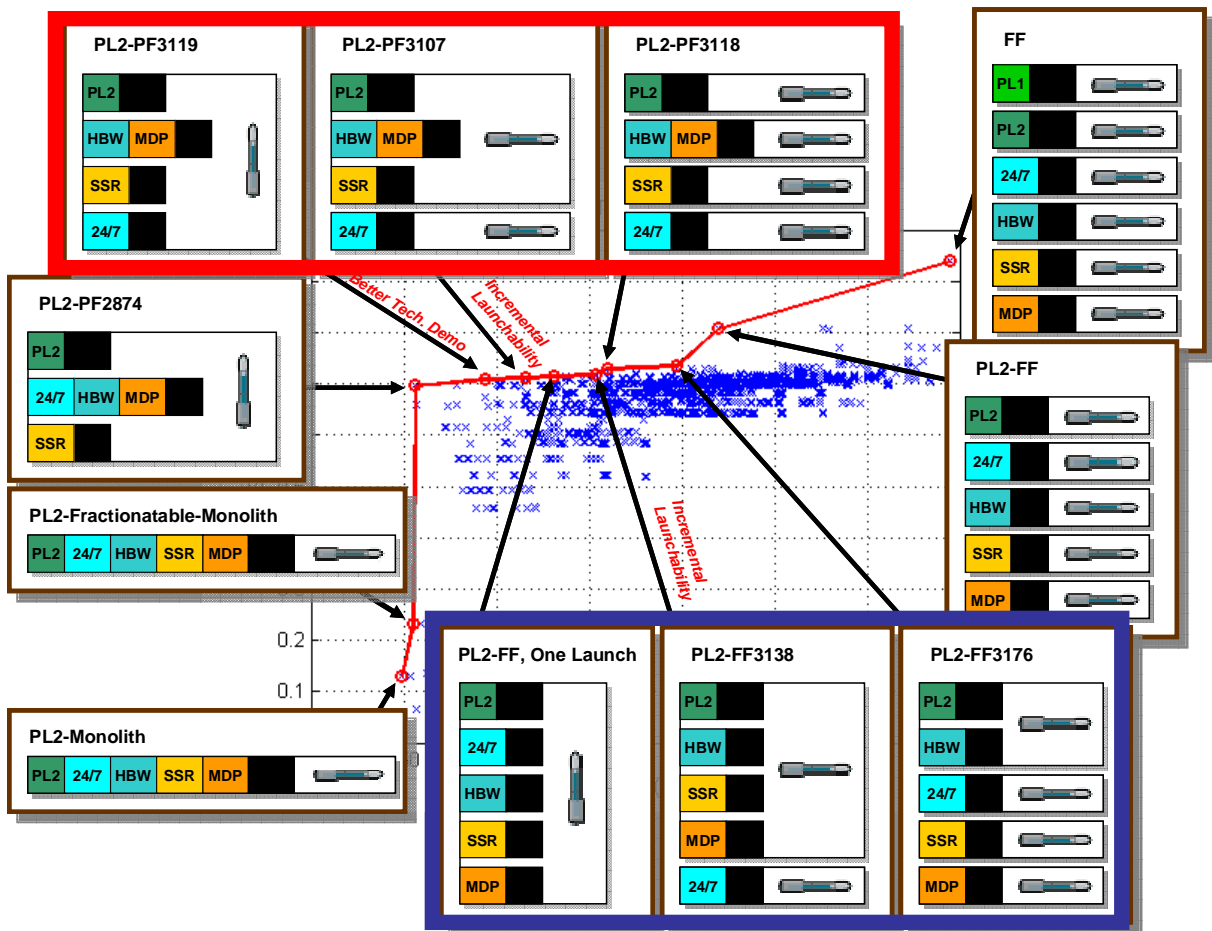 PL2-PF3119
PL2
HBW MDP
SSR
24/7
PL2-PF3107
PL2
HBW MDP
SSR
24/7
PL2-PF3118
PL2
HBW MDP
SSR
24/7
FF
PL1
PL2
24/7
HBW
SSR
MDP
PL2-PF2874
PL2
24/7 HBW MDP
SSR
Better Tech. Demo
Incremental
Launchability
PL2-FF
PL2
24/7
HBW
SSR
MDP
PL2-Fractionatable-Monolith
PL2 24/7 HBW SSR MDP
Incremental
Launchability
0.2
0.1
PL2-Monolith
PL2 24/7 HBW SSR MDP
PL2-FF, One Launch
PL2
24/7
HBW
SSR
MDP
PL2-FF3138
PL2
HBW
SSR
MDP
24/7
PL2-FF3176
PL2
HBW
24/7
SSR
MDP